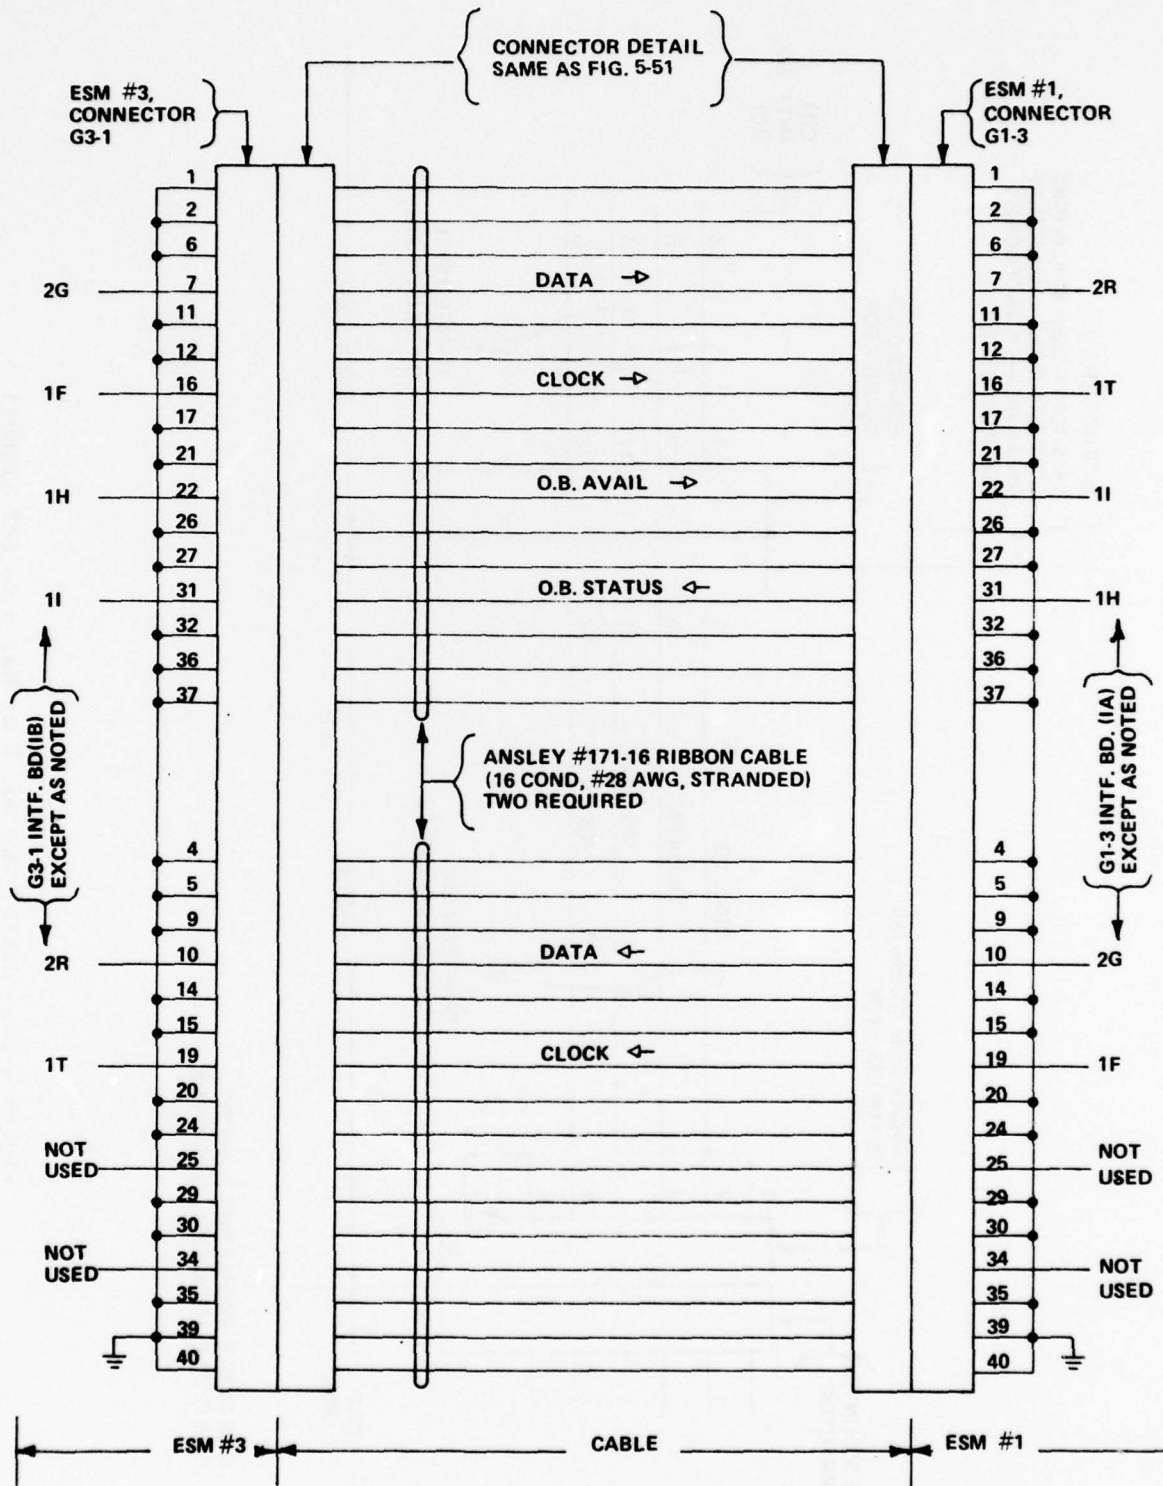 CONNECTOR DETAIL
SAME AS FIG. 5-51
ESM #3,
CONNECTOR
G3-1
ESM #1,
CONNECTOR
G1-3
1 1
2 2
6 6
2G 7 DATA 7 2R
11 11
12 12
1F 16 CLOCK 16 1T
17 17
21 21
1H 22 O.B. AVAIL 22 1I
26 26
27 27
1I 31 O.B. STATUS 31 1H
32 32
36 36
37 37
G3-1 INTF. BD(IB)
EXCEPT AS NOTED
ANSLEY #171-16 RIBBON CABLE
(16 COND, #28 AWG, STRANDED)
TWO REQUIRED
G1-3 INTF. BD. (IA)
EXCEPT AS NOTED
4 4
5 5
9 9
2R 10 DATA 10 2G
14 14
15 15
1T 19 CLOCK 19 1F
20 20
24 24
NOT
USED 25 25 NOT
USED
29 29
30 30
NOT
USED 34 34 NOT
USED
35 35
39 39
40 40
ESM #3 CABLE ESM #1